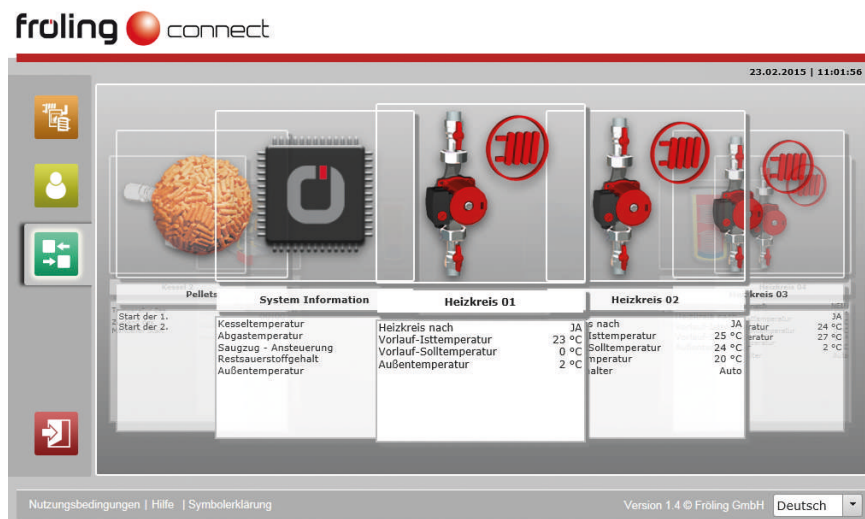 fröling connect
23.02.2015 | 11:01:56
Pellets
Start der 1.
Start der 2.
System Information
Kesseltemperatur
Abgastemperatur
Saugzug - Ansteuerung
Restsauerstoffgehalt
Außentemperatur
Heizkreis 01
Heizkreis nach JA
Vorlauf-Isttemperatur 23 °C
Vorlauf-Solltemperatur 0 °C
Außentemperatur 2 °C
Heizkreis 02
s nach JA
Isttemperatur 25 °C
Solltemperatur 24 °C
mperatur 20 °C
halter Auto
kreis 03
JA
ratur 24 °C
eratur 27 °C
2 °C
Nutzungsbedingungen | Hilfe | Symbolerklärung
Version 1.4 © Fröling GmbH Deutsch